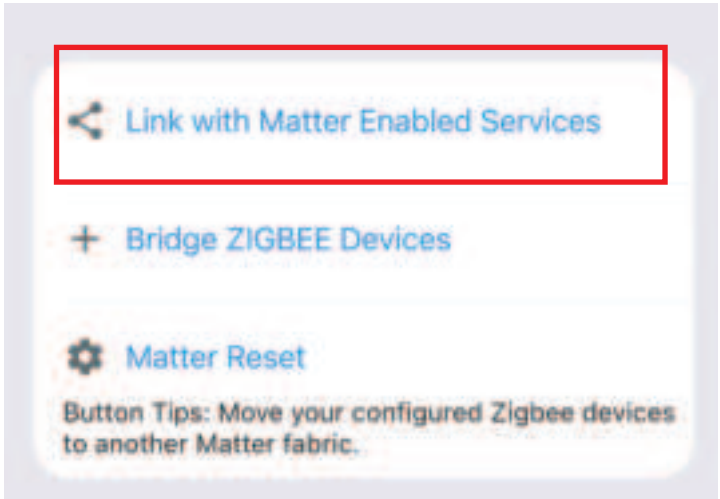 Link with Matter Enabled Services
Bridge ZIGBEE Devices
Matter Reset
Button Tips: Move your configured Zigbee devices
to another Matter fabric.